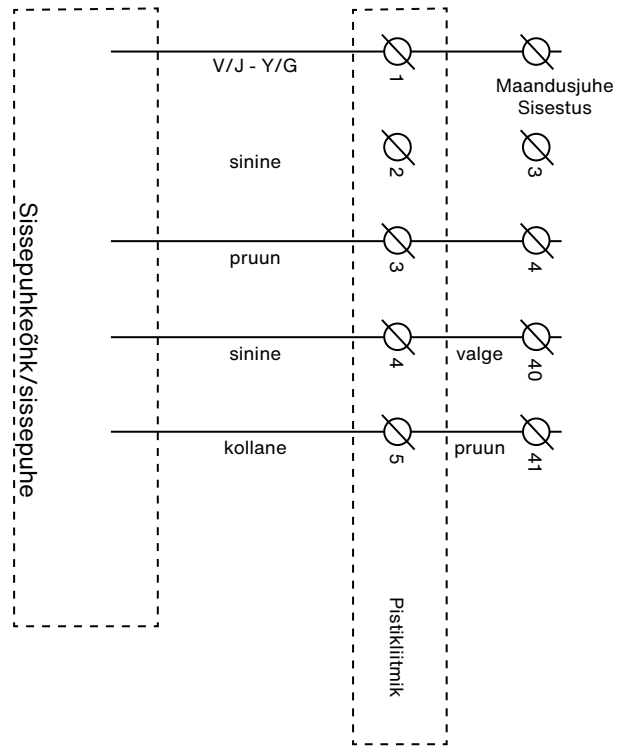 V/J - Y/G
1
Maandusjuhe
Sisestus
sinine
2
3
pruun
3
4
sinine
4
valge
40
kollane
5
pruun
41
Sissepuhkeõhk/sissepuhe
Pistikliitmik